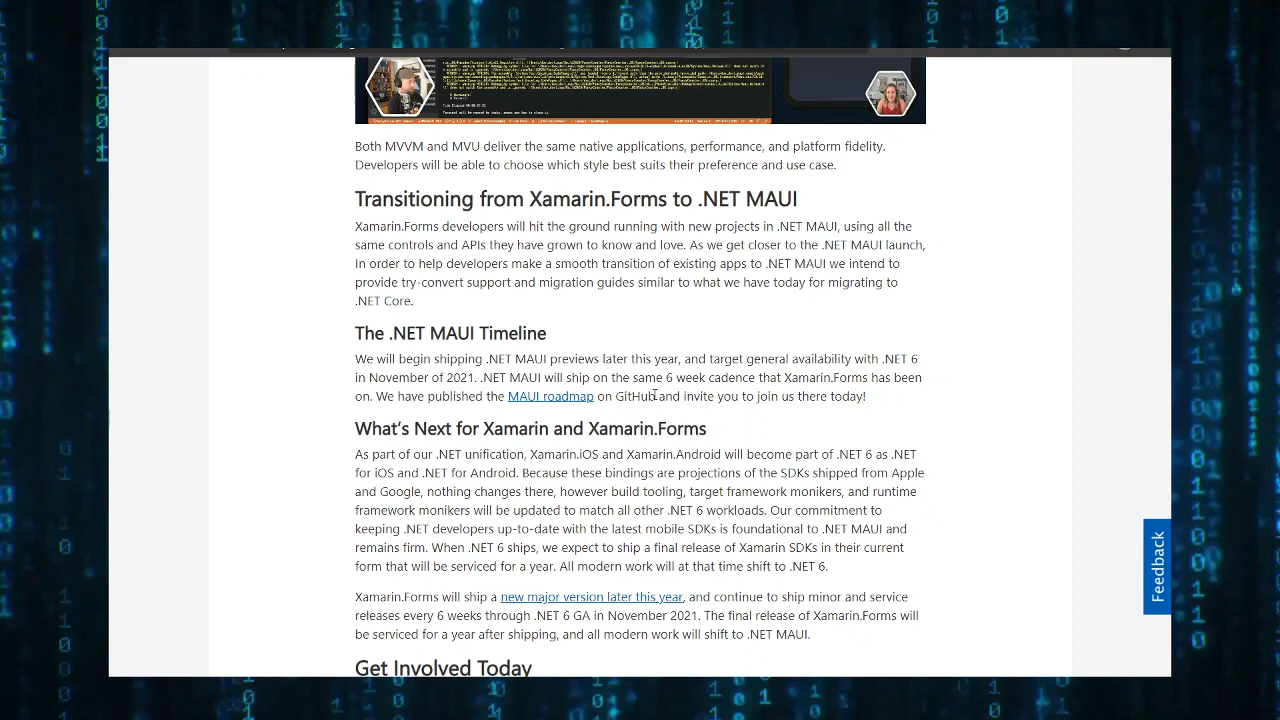 Both MVVM and MVU deliver the same native applications, performance, and platform fidelity.
Developers will be able to choose which style best suits their preference and use case.
Transitioning from Xamarin.Forms to .NET MAUI
Xamarin.Forms developers will hit the ground running with new projects in .NET MAUI, using all the
same controls and APIs they have grown to know and love. As we get closer to the .NET MAUI launch,
In order to help developers make a smooth transition of existing apps to .NET MAUI we intend to
provide try-convert support and migration guides similar to what we have today for migrating to
.NET Core.
The .NET MAUI Timeline
We will begin shipping .NET MAUI previews later this year, and target general availability with .NET 6
in November of 2021. .NET MAUI will ship on the same 6 week cadence that Xamarin.Forms has been
on. We have published the MAUI roadmap on GitHub and invite you to join us there today!
What's Next for Xamarin and Xamarin.Forms
As part of our .NET unification, Xamarin.iOS and Xamarin.Android will become part of .NET 6 as .NET
for iOS and .NET for Android. Because these bindings are projections of the SDKs shipped from Apple
and Google, nothing changes there, however build tooling, target framework monikers, and runtime
framework monikers will be updated to match all other .NET 6 workloads. Our commitment to
keeping .NET developers up-to-date with the latest mobile SDKs is foundational to .NET MAUI and
remains firm. When .NET 6 ships, we expect to ship a final release of Xamarin SDKs in their current
form that will be serviced for a year. All modern work will at that time shift to .NET 6.
Xamarin.Forms will ship a new major version later this year, and continue to ship minor and service
releases every 6 weeks through .NET 6 GA in November 2021. The final release of Xamarin.Forms will
be serviced for a year after shipping, and all modern work will shift to .NET MAUI.
Get Involved Today
Feedback